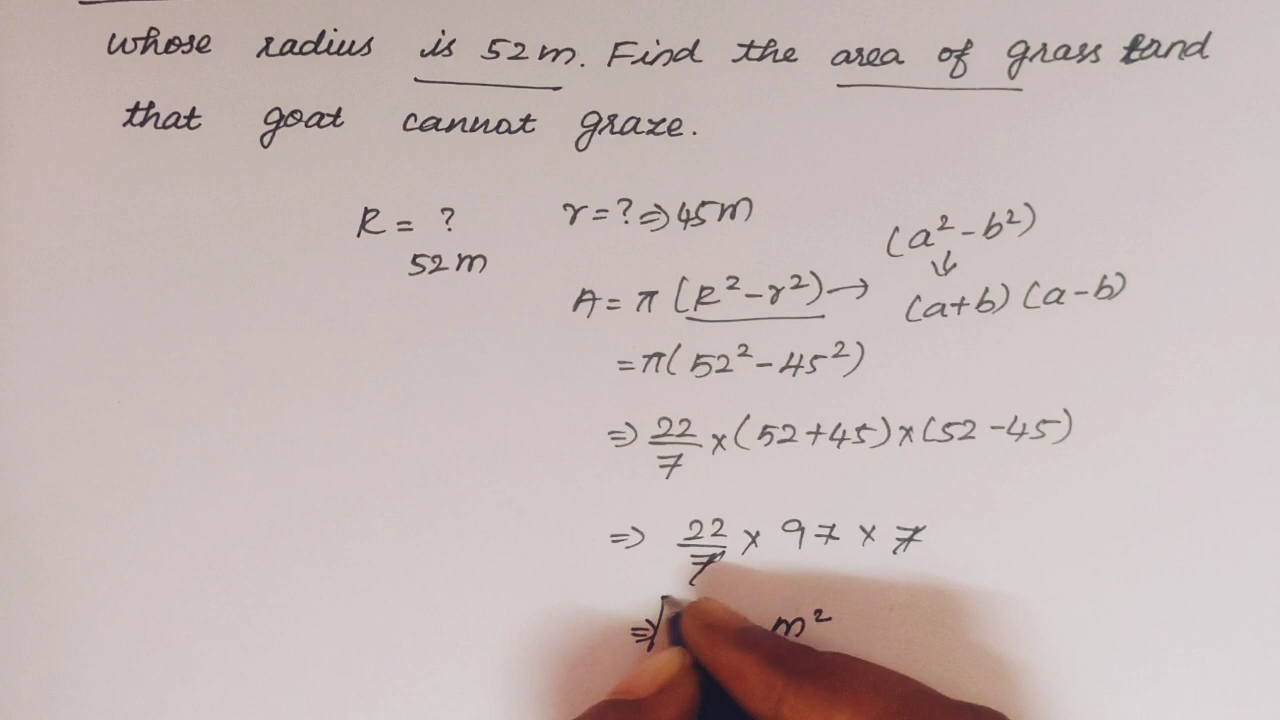 whose radius is 52m. Find the area of grass land
that goat cannot graze.
R = ?
52m
r=?⇒45m
(a²-b²)
↓
A=π(R²-r²)→
(a+b)(a-b)
=π(52²-45²)
⇒22/7×(52+45)×(52-45)
⇒ 22/7 × 97 × 7
⇒ m²